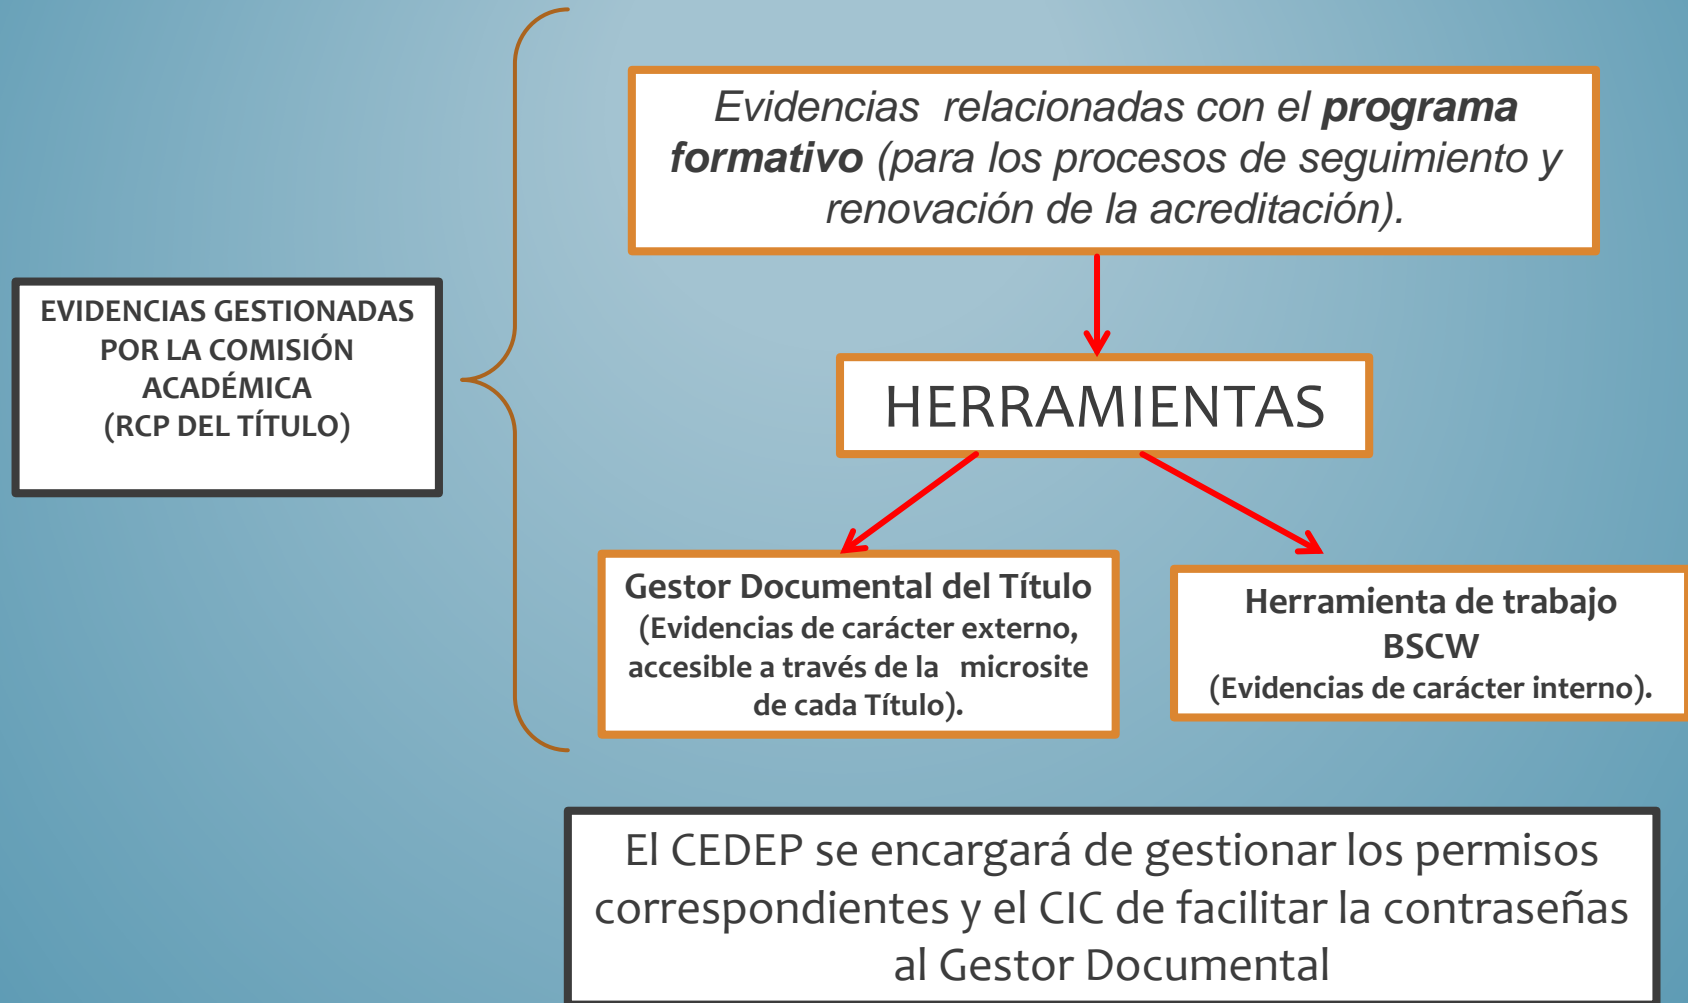 EVIDENCIAS GESTIONADAS
POR LA COMISIÓN
ACADÉMICA
(RCP DEL TÍTULO)
Evidencias relacionadas con el programa
formativo (para los procesos de seguimiento y
renovación de la acreditación).
HERRAMIENTAS
Gestor Documental del Título
(Evidencias de carácter externo,
accesible a través de la microsite
de cada Título).
Herramienta de trabajo
BSCW
(Evidencias de carácter interno).
El CEDEP se encargará de gestionar los permisos
correspondientes y el CIC de facilitar la contraseñas
al Gestor Documental